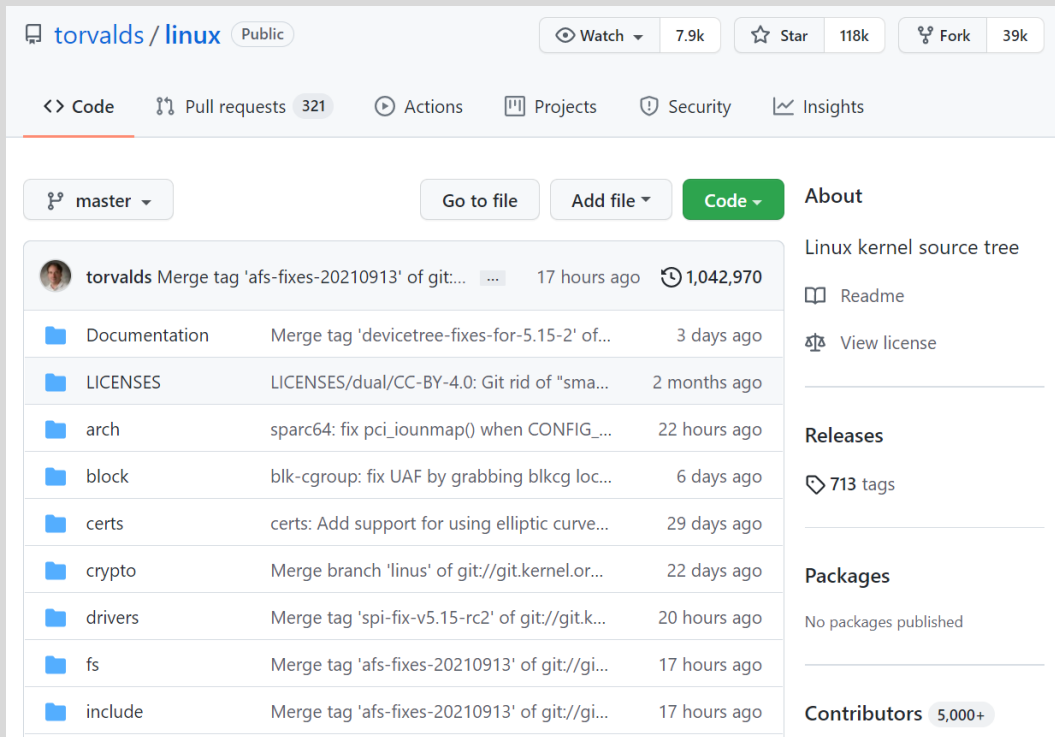 torvalds / linux Public Watch 7.9k Star 118k Fork 39k
Code Pull requests 321 Actions Projects Security Insights
master Go to file Add file Code
torvalds Merge tag 'afs-fixes-20210913' of git:... ... 17 hours ago 1,042,970
Documentation Merge tag 'devicetree-fixes-for-5.15-2' of... 3 days ago
LICENSES LICENSES/dual/CC-BY-4.0: Git rid of "sma... 2 months ago
arch sparc64: fix pci_iounmap() when CONFIG_... 22 hours ago
block blk-cgroup: fix UAF by grabbing blkcg loc... 6 days ago
certs certs: Add support for using elliptic curve... 29 days ago
crypto Merge branch 'linus' of git://git.kernel.or... 22 days ago
drivers Merge tag 'spi-fix-v5.15-rc2' of git://git.k... 20 hours ago
fs Merge tag 'afs-fixes-20210913' of git://gi... 17 hours ago
include Merge tag 'afs-fixes-20210913' of git://gi... 17 hours ago
About
Linux kernel source tree
Readme
View license
Releases
713 tags
Packages
No packages published
Contributors 5,000+